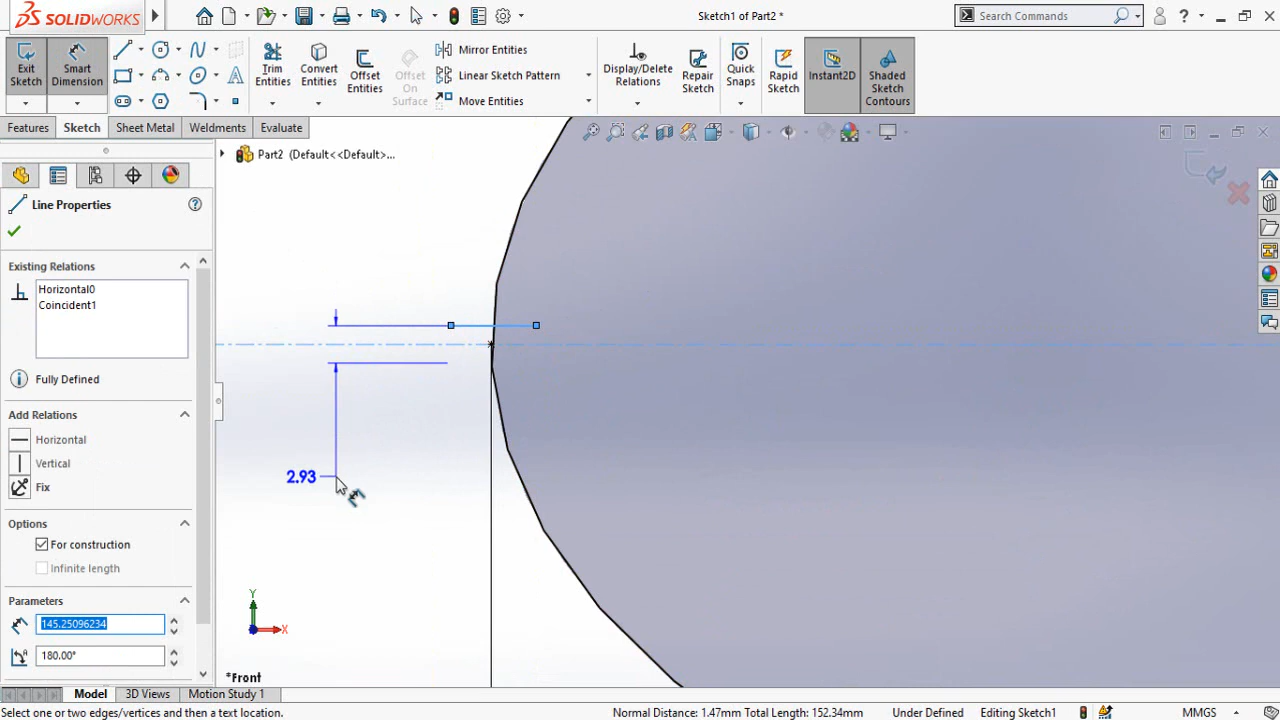 SOLIDWORKS
Sketch1 of Part2 *
Search Commands
?
Exit Sketch
Smart Dimension
Trim Entities
Convert Entities
Offset Entities
Offset On Surface
Mirror Entities
Linear Sketch Pattern
Move Entities
Display/Delete Relations
Repair Sketch
Quick Snaps
Rapid Sketch
Instant2D
Shaded Sketch Contours
Features
Sketch
Sheet Metal
Weldments
Evaluate
Part2 (Default<<Default>...
Line Properties
?
Existing Relations
Horizontal0
Coincident1
Fully Defined
Add Relations
Horizontal
Vertical
Fix
Options
For construction
Infinite length
Parameters
145.25096234
180.00°
2.93
Y
X
*Front
Model
3D Views
Motion Study 1
Select one or two edges/vertices and then a text location.
Normal Distance: 1.47mm Total Length: 152.34mm
Under Defined
Editing Sketch1
MMGS